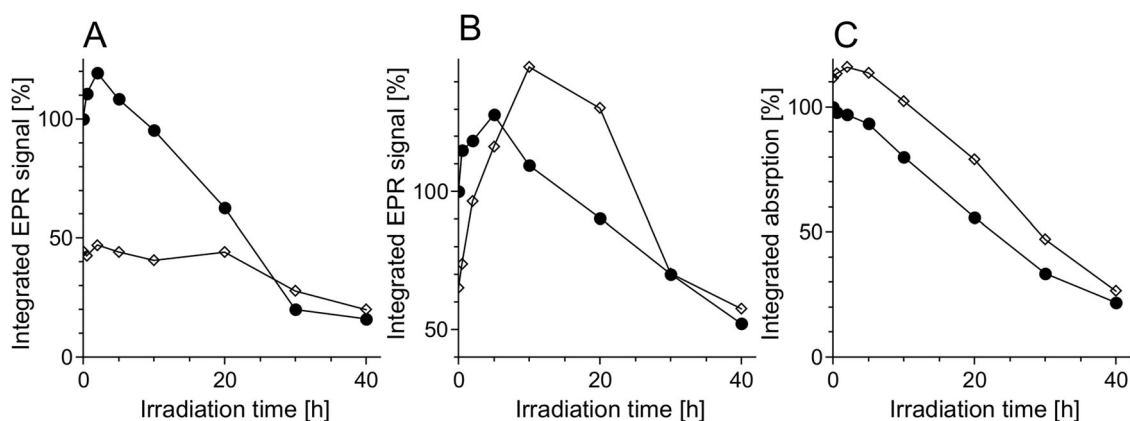 A
Integrated EPR signal [%]
100
50
0
0
20
40
Irradiation time [h]
B
Integrated EPR signal [%]
100
50
0
20
40
Irradiation time [h]
C
Integrated absrption [%]
100
50
0
0
20
40
Irradiation time [h]